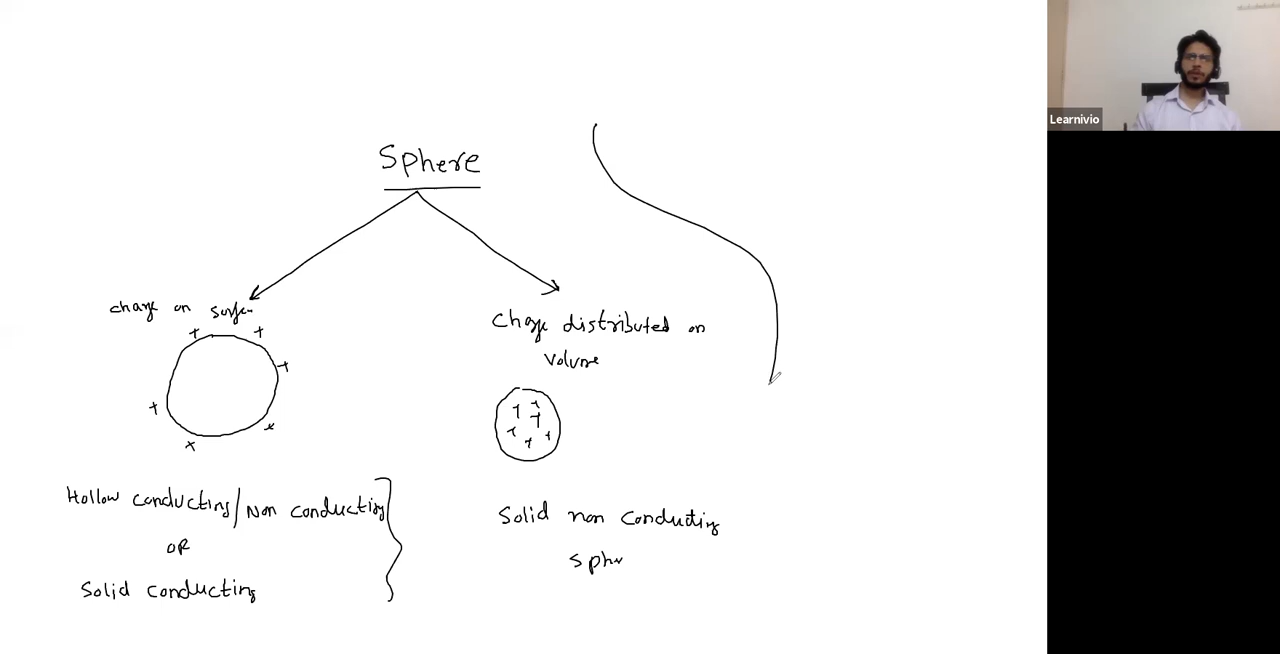 Sphere
charge on surface
Charge distributed on
volume
Hollow conducting/Non conducting
OR
Solid conducting
Solid non conducting
Sphere
Learnivio